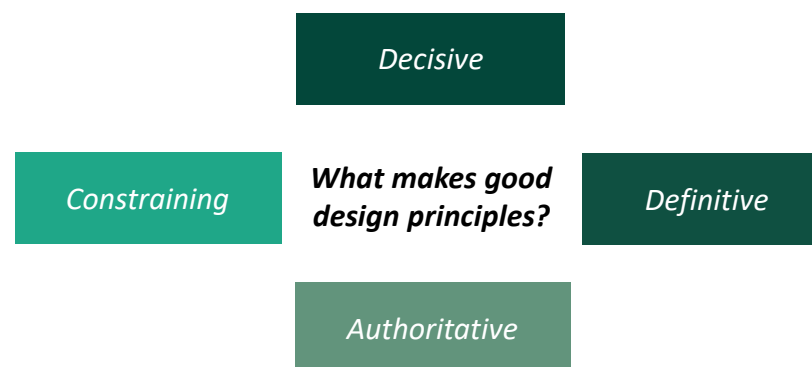 Decisive
Constraining
What makes good
design principles?
Definitive
Authoritative